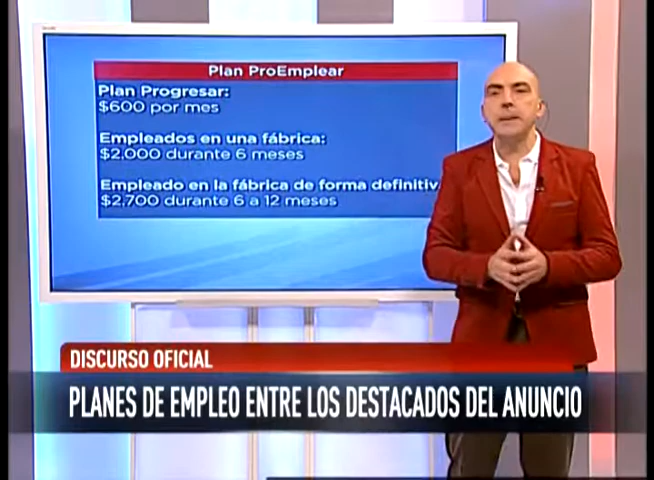 Plan ProEmplear
Plan Progresar:
$600 por mes
Empleados en una fábrica:
$2.000 durante 6 meses
Empleado en la fábrica de forma definitiv
$2.700 durante 6 a 12 meses
DISCURSO OFICIAL
PLANES DE EMPLEO ENTRE LOS DESTACADOS DEL ANUNCIO